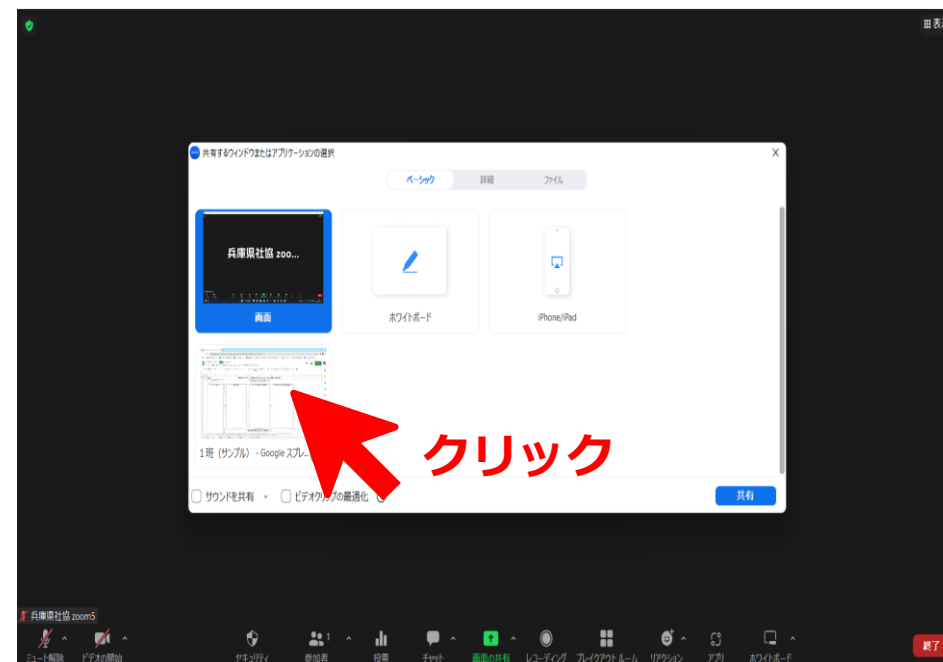 表
共有するウィンドウまたはアプリケーションの選択
ベーシック
詳細
ファイル
兵庫県社協 zoo...
画面
ホワイトボード
iPhone/iPad
1班（サンプル） - Google スプレ...
クリック
サウンドを共有
ビデオクリップの最適化
共有
兵庫県社協 zoom5
ミュート解除
ビデオの開始
セキュリティ
参加者
1
投票
チャット
画面の共有
レコーディング
ブレイクアウトルーム
リアクション
アプリ
ホワイトボード
終了